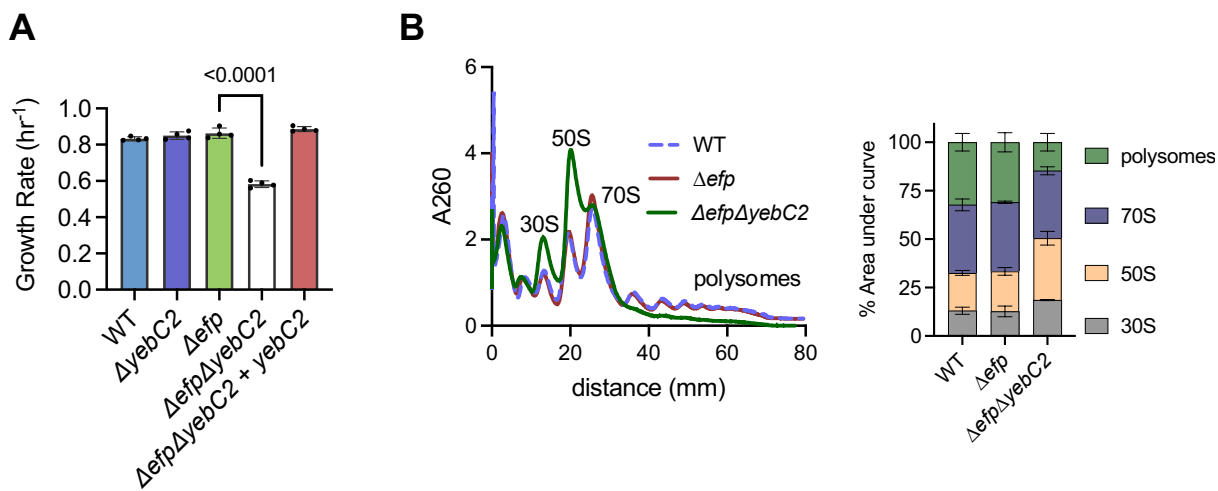 A
Growth Rate (hr-1)
1.0
0.8
0.6
0.4
0.2
0.0
<0.0001
WT
ΔyebC2
Δefp
ΔefpΔyebC2
ΔefpΔyebC2 + yebC2
B
A260
6
4
2
0
0
20
40
60
80
distance (mm)
30S
50S
70S
polysomes
WT
Δefp
ΔefpΔyebC2
% Area under curve
100
75
50
25
0
WT
Δefp
ΔefpΔyebC2
polysomes
70S
50S
30S